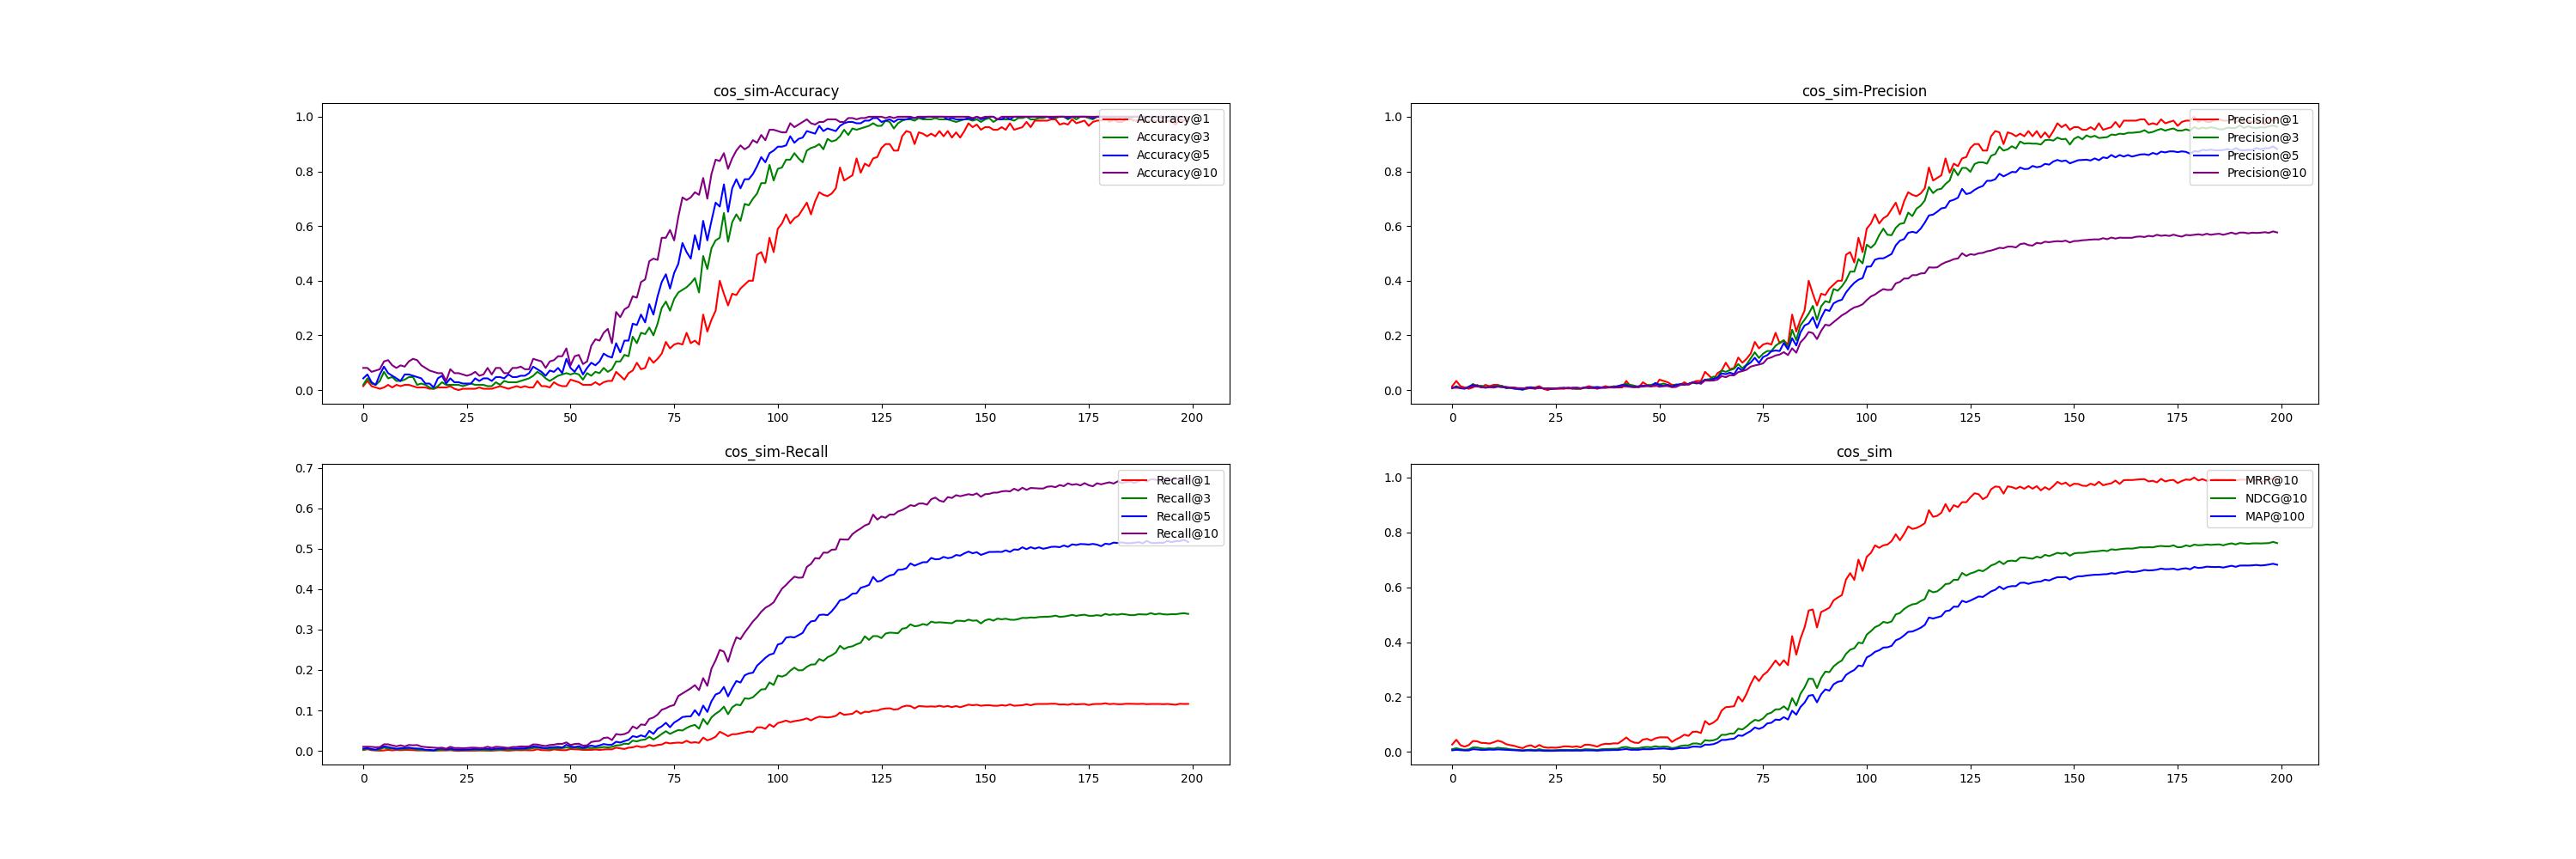 cos_sim-Accuracy
1.0
0.8
0.6
0.4
0.2
0.0
0 25 50 75 100 125 150 175 200
Accuracy@1
Accuracy@3
Accuracy@5
Accuracy@10
cos_sim-Precision
1.0
0.8
0.6
0.4
0.2
0.0
0 25 50 75 100 125 150 175 200
Precision@1
Precision@3
Precision@5
Precision@10
cos_sim-Recall
0.7
0.6
0.5
0.4
0.3
0.2
0.1
0.0
0 25 50 75 100 125 150 175 200
Recall@1
Recall@3
Recall@5
Recall@10
cos_sim
1.0
0.8
0.6
0.4
0.2
0.0
0 25 50 75 100 125 150 175 200
MRR@10
NDCG@10
MAP@100